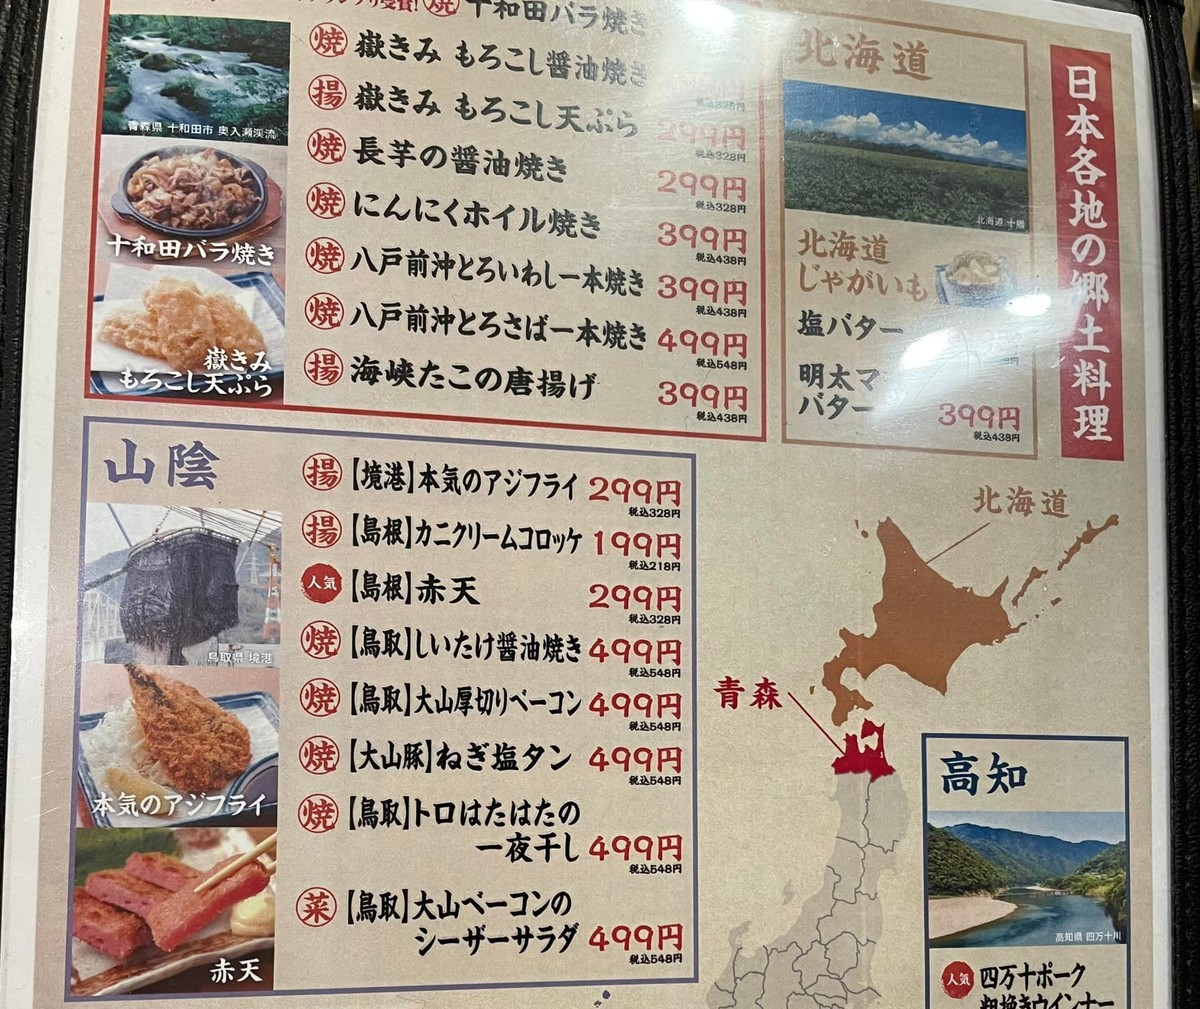 日本各地の郷土料理
焼 十和田バラ焼き
焼 嶽きみ もろこし醤油焼き
揚 嶽きみ もろこし天ぷら 299円
税込328円
焼 長芋の醤油焼き 299円
税込328円
焼 にんにくホイル焼き 399円
税込438円
焼 八戸前沖とろいわし一本焼き 399円
税込438円
焼 八戸前沖とろさば一本焼き 499円
税込548円
揚 海峡たこの唐揚げ 399円
税込438円
青森県 十和田市 奥入瀬渓流
十和田バラ焼き
嶽きみ
もろこし天ぷら
北海道
北海道 十勝
北海道
じゃがいも
塩バター
明太マ
バター 399円
税込438円
山陰
揚 【境港】本気のアジフライ 299円
税込328円
揚 【島根】カニクリームコロッケ 199円
税込218円
人気 【島根】赤天 299円
税込328円
焼 【鳥取】しいたけ醤油焼き 499円
税込548円
焼 【鳥取】大山厚切りベーコン 499円
税込548円
焼 【大山豚】ねぎ塩タン 499円
税込548円
焼 【鳥取】トロはたはたの
一夜干し 499円
税込548円
菜 【鳥取】大山ベーコンの
シーザーサラダ 499円
税込548円
鳥取県 境港
本気のアジフライ
赤天
北海道
青森
高知
高知県 四万十川
人気 四万十ポーク
粗挽きウインナー